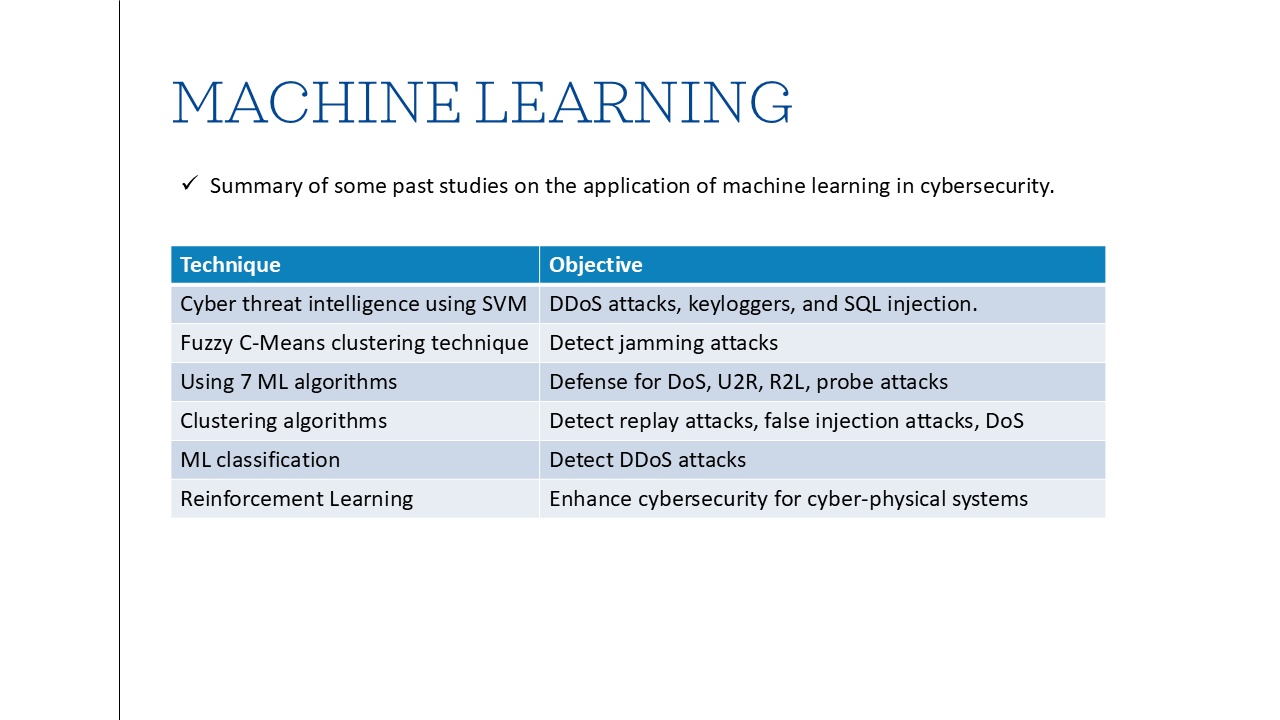 MACHINE LEARNING
✓ Summary of some past studies on the application of machine learning in cybersecurity.
Technique Objective
Cyber threat intelligence using SVM DDoS attacks, keyloggers, and SQL injection.
Fuzzy C-Means clustering technique Detect jamming attacks
Using 7 ML algorithms Defense for DoS, U2R, R2L, probe attacks
Clustering algorithms Detect replay attacks, false injection attacks, DoS
ML classification Detect DDoS attacks
Reinforcement Learning Enhance cybersecurity for cyber-physical systems